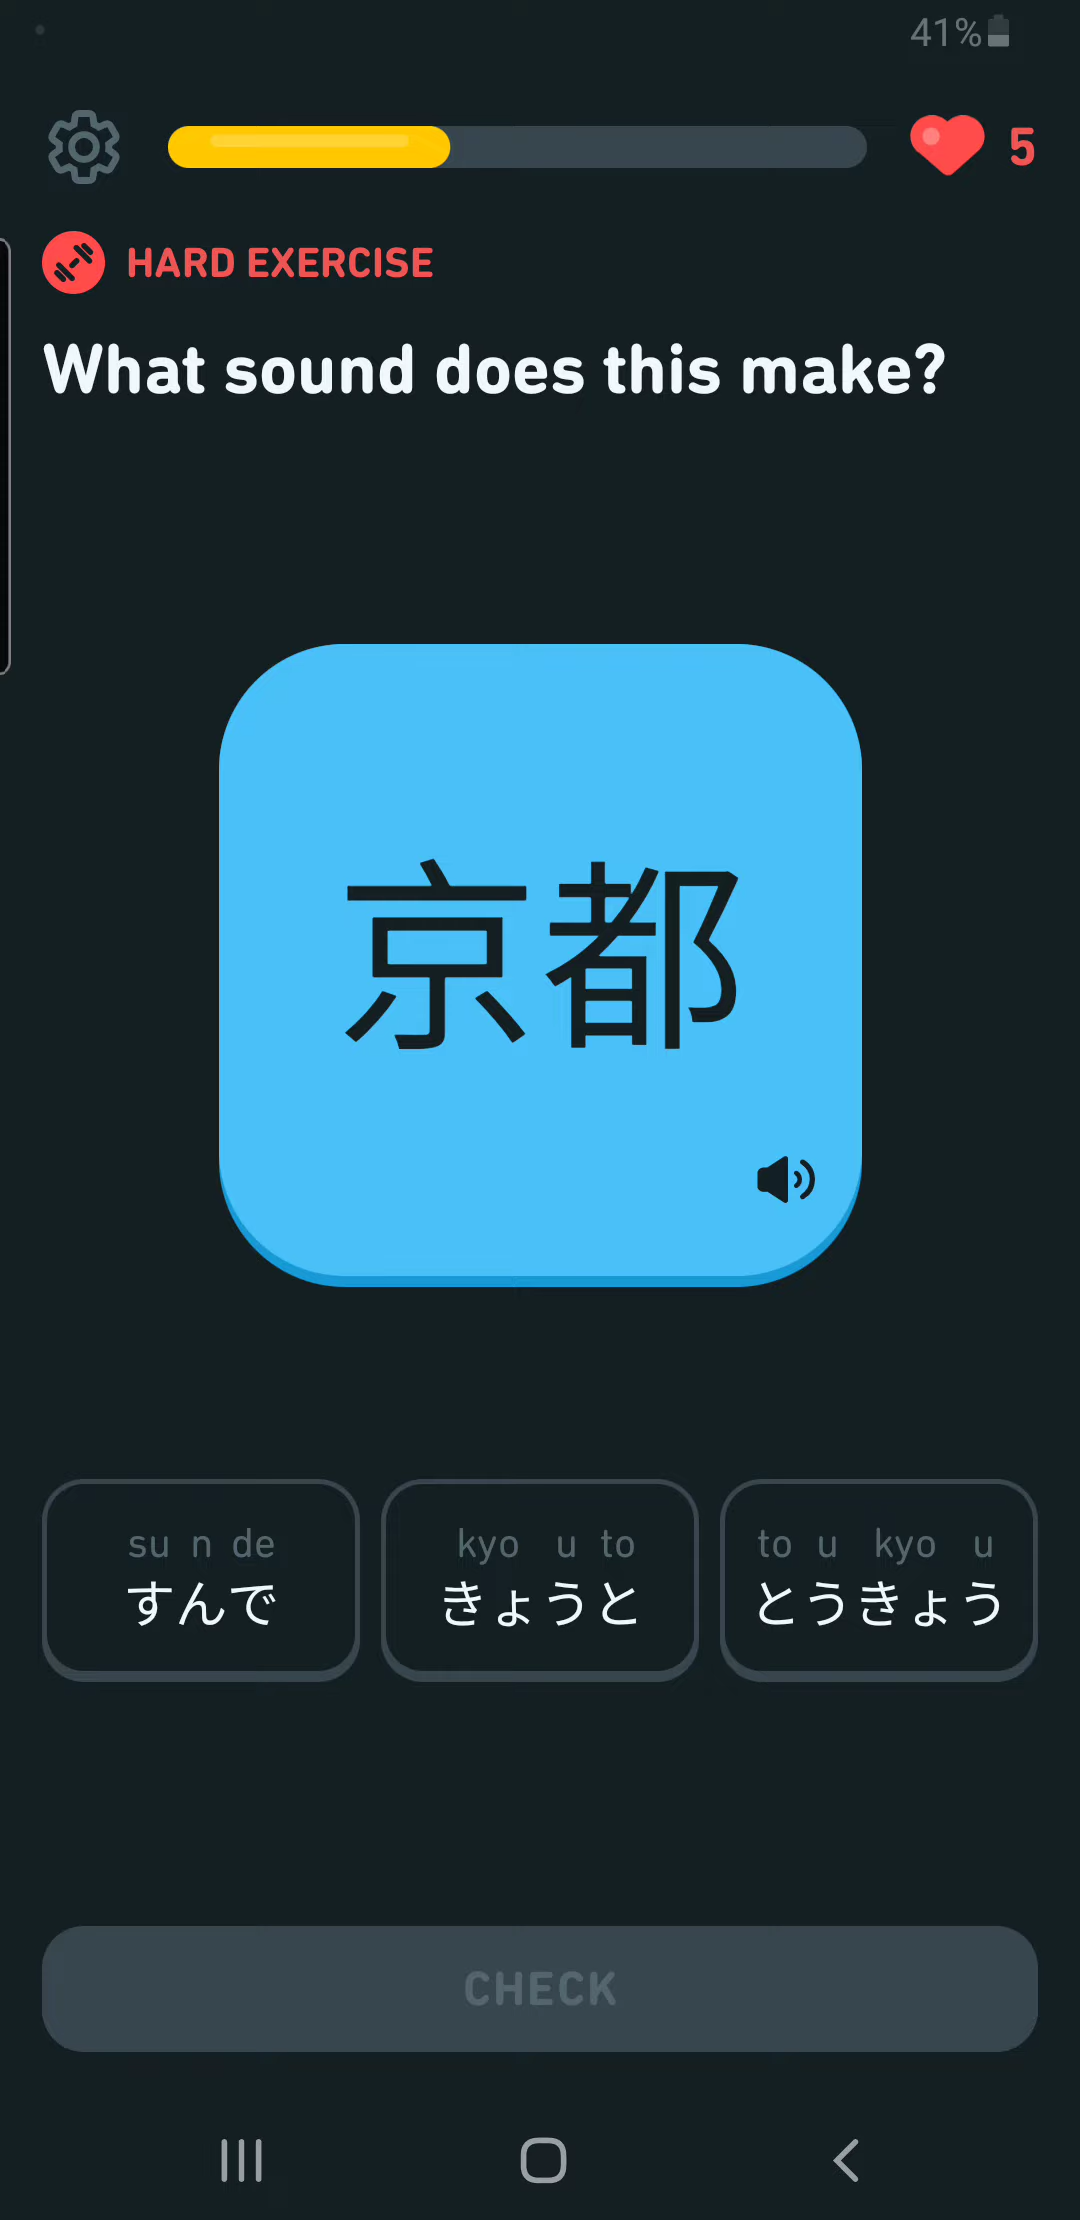 41%
5
HARD EXERCISE
What sound does this make?
京都
su n de
すんで
kyo u to
きょうと
to u kyo u
とうきょう
CHECK